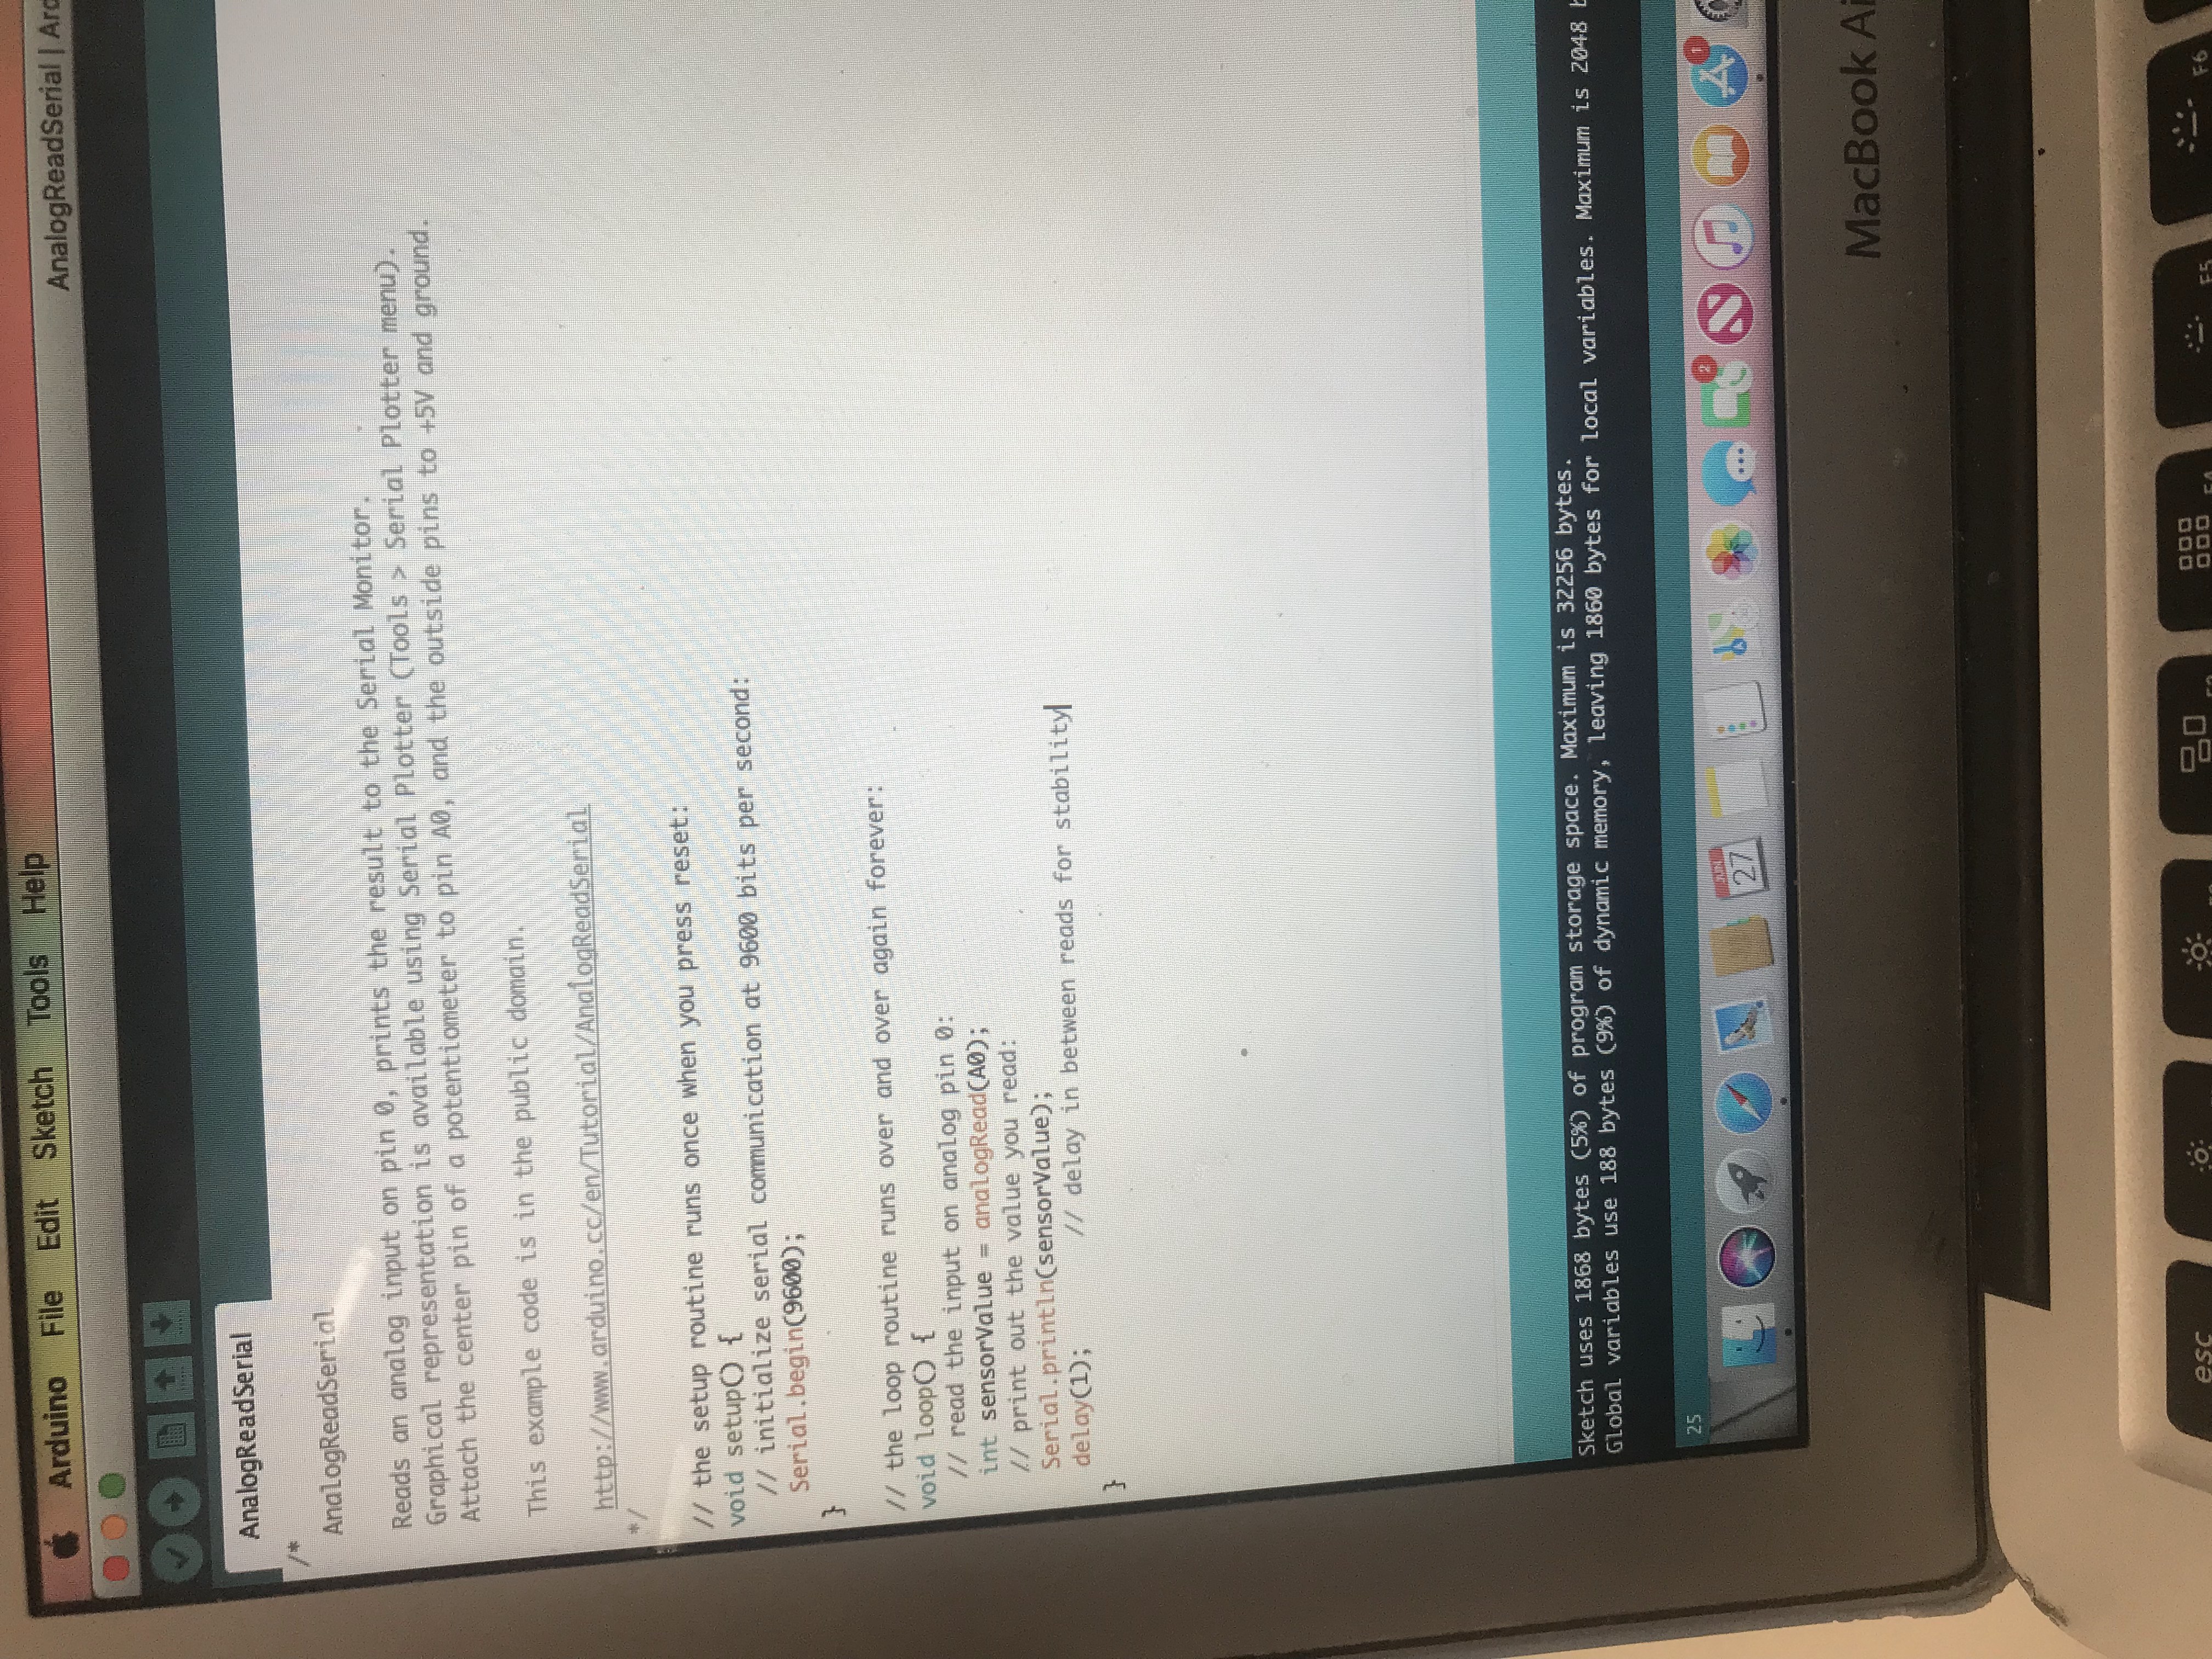 Arduino File Edit Sketch Tools Help
AnalogReadSerial | Ard
AnalogReadSerial
/*
AnalogReadSerial
Reads an analog input on pin 0, prints the result to the Serial Monitor.
Graphical representation is available using Serial Plotter (Tools > Serial Plotter menu).
Attach the center pin of a potentiometer to pin A0, and the outside pins to +5V and ground.
This example code is in the public domain.
http://www.arduino.cc/en/Tutorial/AnalogReadSerial
*/
// the setup routine runs once when you press reset:
void setup() {
// initialize serial communication at 9600 bits per second:
Serial.begin(9600);
}
// the loop routine runs over and over again forever:
void loop() {
// read the input on analog pin 0:
int sensorValue = analogRead(A0);
// print out the value you read:
Serial.println(sensorValue);
delay(1);        // delay in between reads for stability
}
Sketch uses 1868 bytes (5%) of program storage space. Maximum is 32256 bytes.
Global variables use 188 bytes (9%) of dynamic memory, leaving 1860 bytes for local variables. Maximum is 2048 b
25
JUN
27
2
1
MacBook Ai
esc
F5
F6